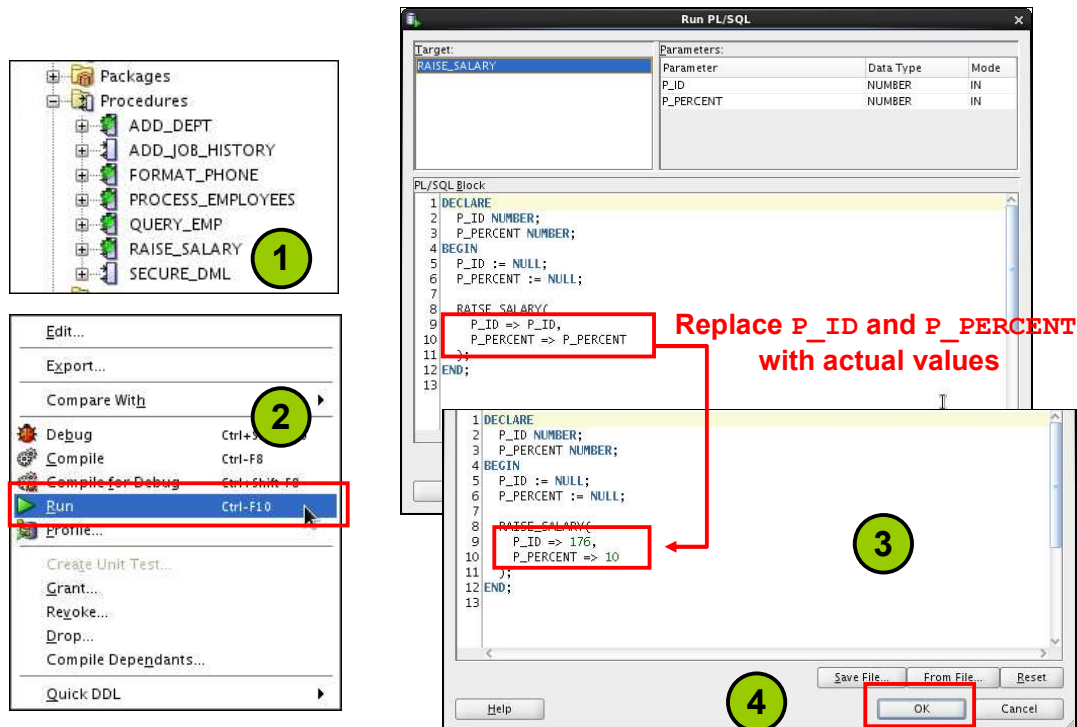 Packages
Procedures
ADD_DEPT
ADD_JOB_HISTORY
FORMAT_PHONE
PROCESS_EMPLOYEES
QUERY_EMP
RAISE_SALARY
SECURE_DML
1
Edit...
Export...
Compare With
2
Debug
Compile Ctrl-F8
Compile for Debug Ctrl+Shift-F8
Run Ctrl-F10
Profile...
Create Unit Test...
Grant...
Revoke...
Drop...
Compile Dependants...
Quick DDL
Run PL/SQL
Target:
RAISE_SALARY
Parameters:
Parameter Data Type Mode
P_ID NUMBER IN
P_PERCENT NUMBER IN
PL/SQL Block
1 DECLARE
2 P_ID NUMBER;
3 P_PERCENT NUMBER;
4 BEGIN
5 P_ID := NULL;
6 P_PERCENT := NULL;
7
8 RAISE_SALARY(
9 P_ID => P_ID,
10 P_PERCENT => P_PERCENT
11 );
12 END;
13
Replace P_ID and P_PERCENT
with actual values
1 DECLARE
2 P_ID NUMBER;
3 P_PERCENT NUMBER;
4 BEGIN
5 P_ID := NULL;
6 P_PERCENT := NULL;
7
8 RAISE_SALARY(
9 P_ID => 176,
10 P_PERCENT => 10
11 );
12 END;
13
3
Save File... From File... Reset
4
Help OK Cancel